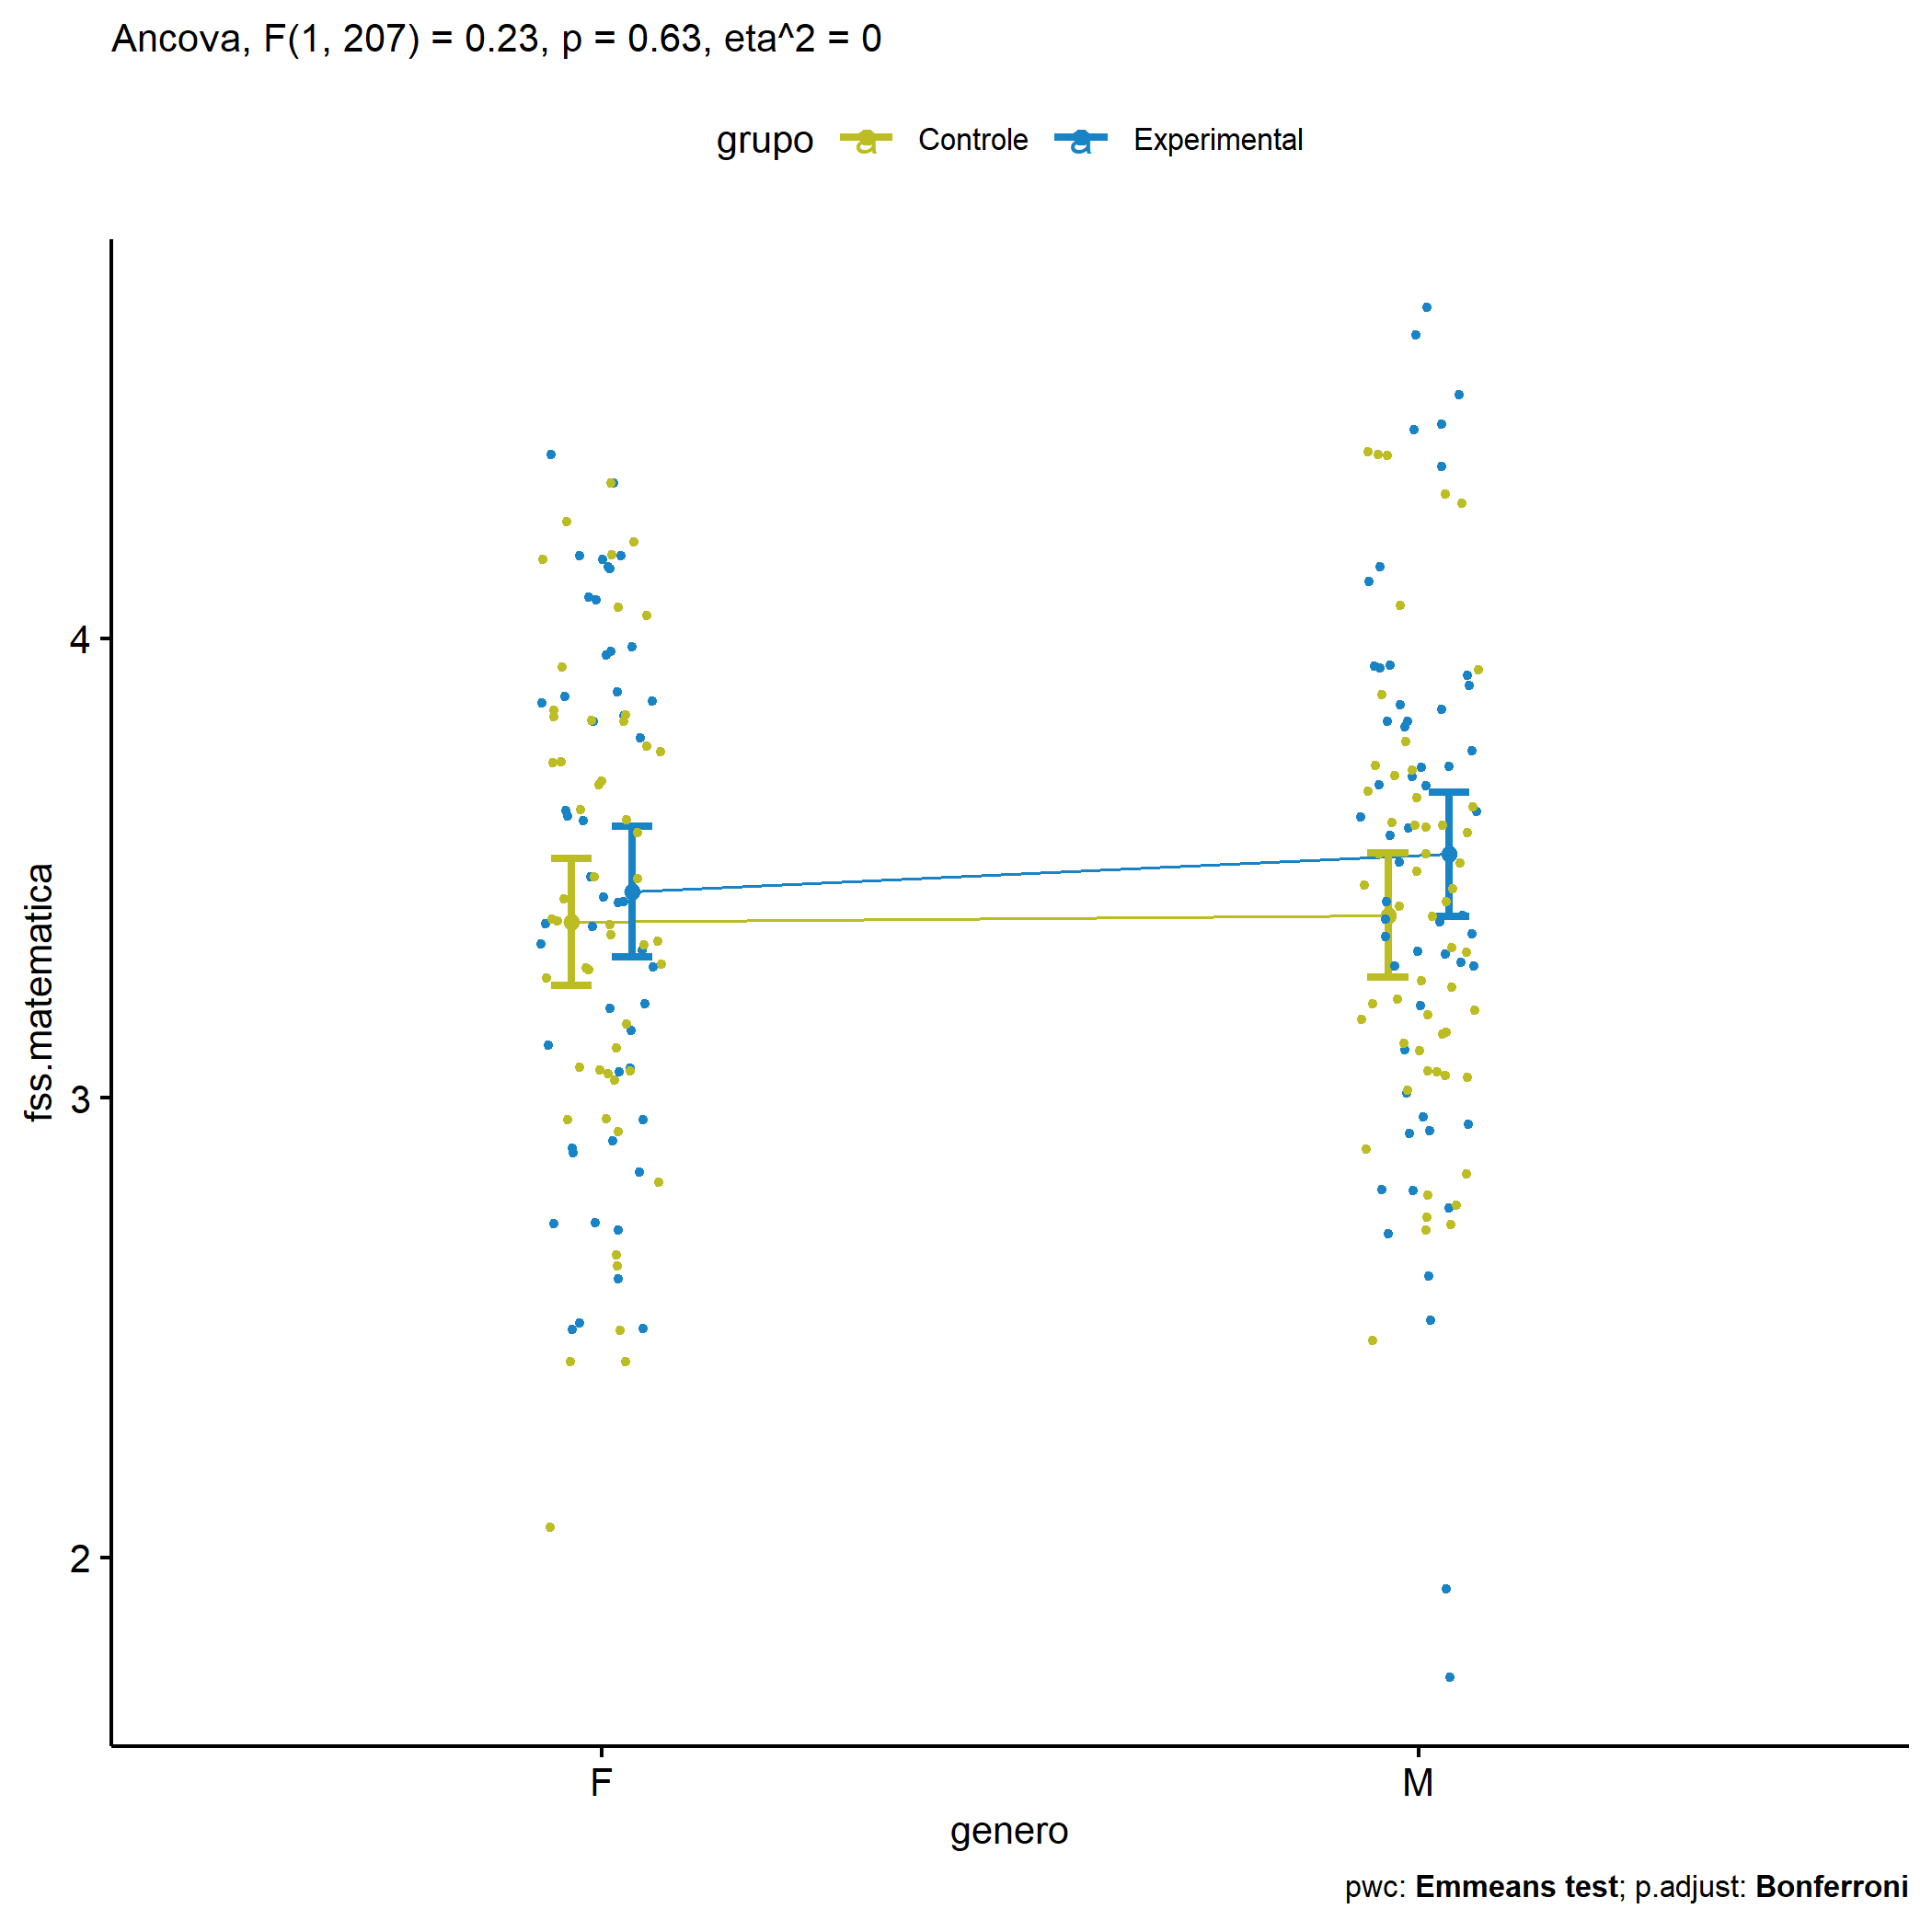 Ancova, F(1, 207) = 0.23, p = 0.63, eta^2 = 0
grupo a Controle a Experimental
4
3
2
fss.matematica
F M
genero
pwc: Emmeans test; p.adjust: Bonferroni